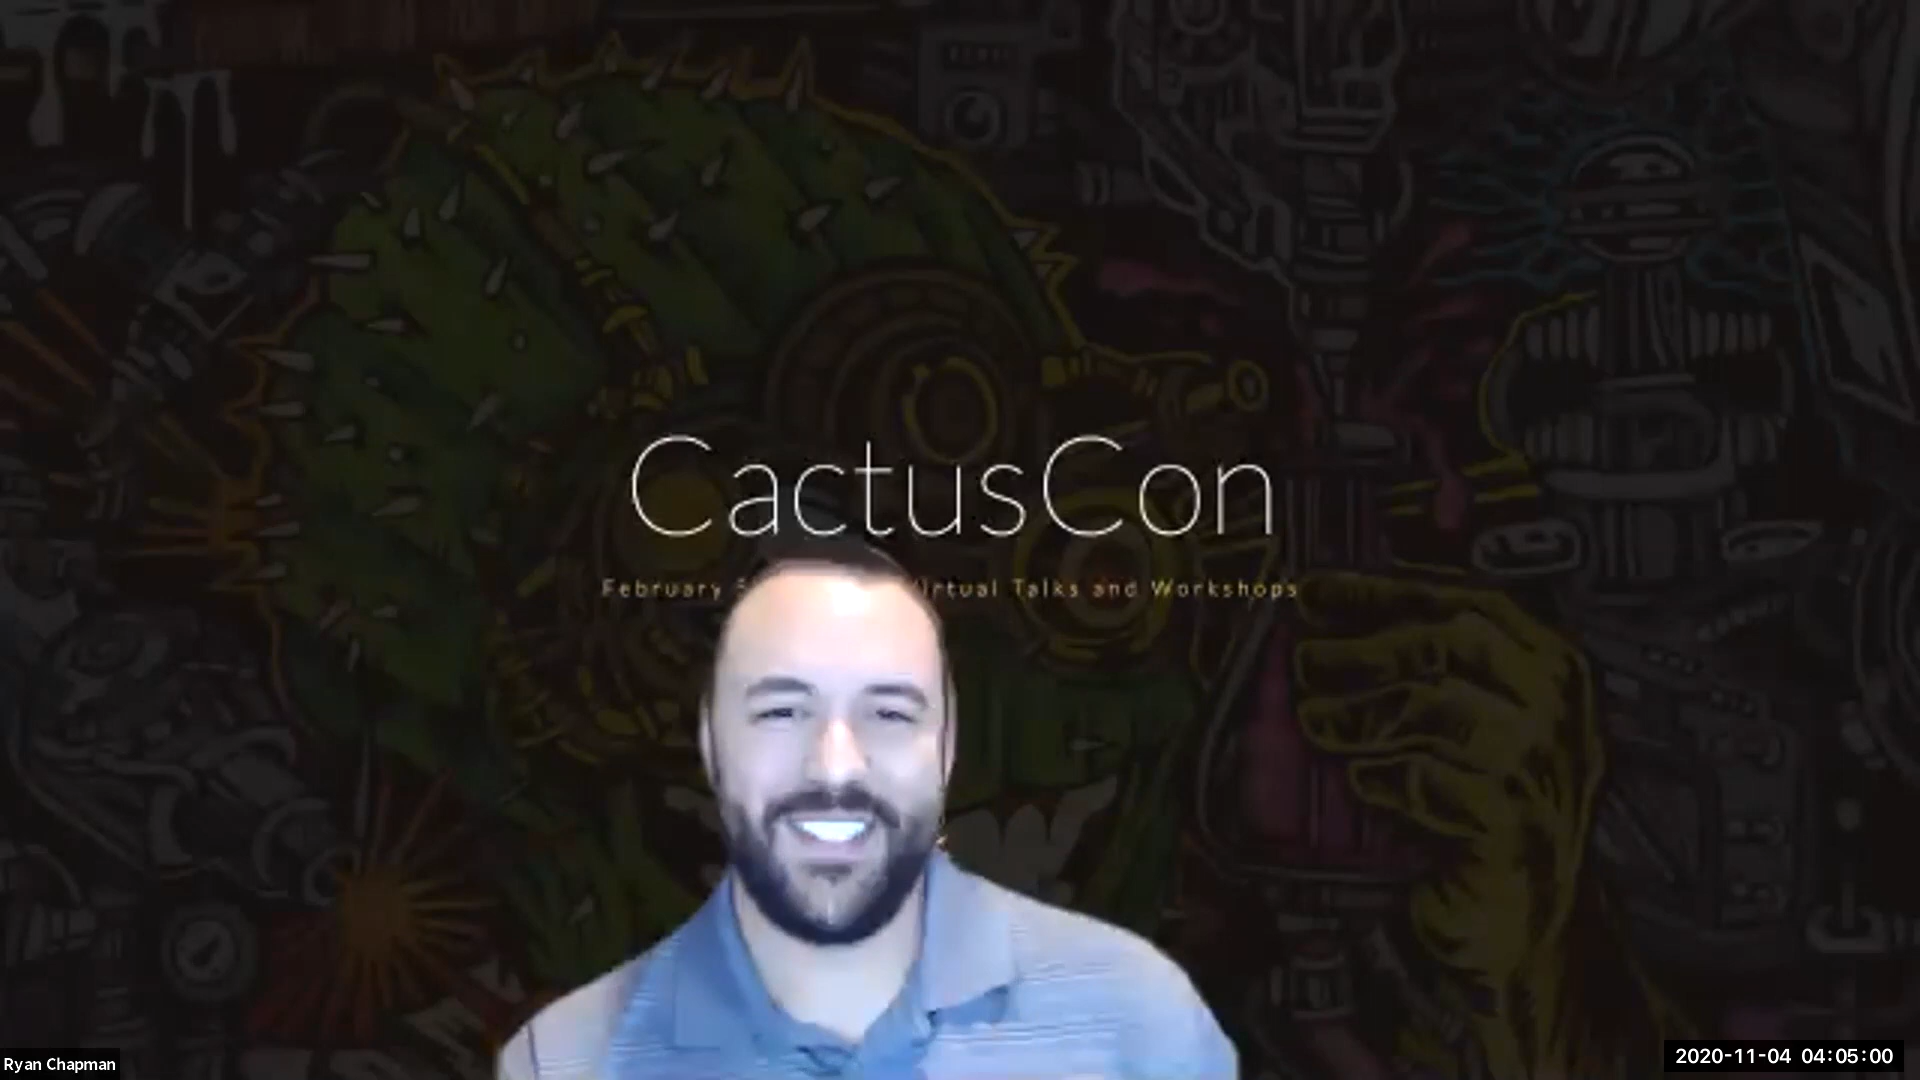 CactusCon
February Virtual Talks and Workshops
Ryan Chapman
2020-11-04 04:05:00